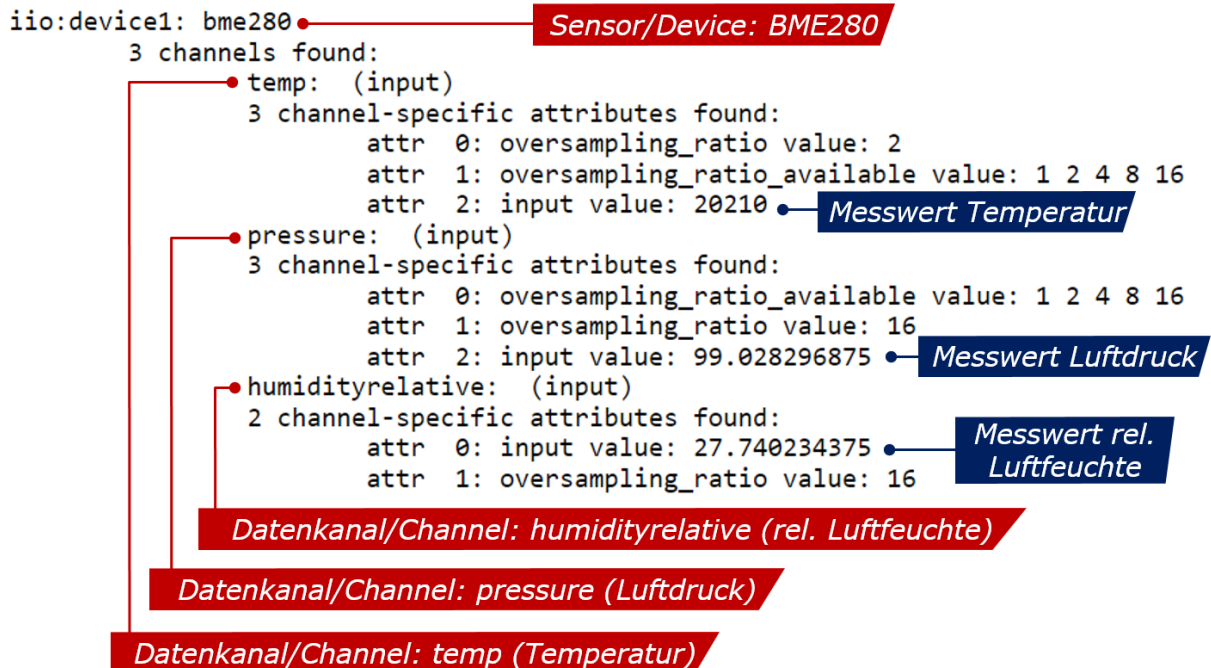 iio:device1: bme280
Sensor/Device: BME280
3 channels found:
temp: (input)
3 channel-specific attributes found:
attr 0: oversampling_ratio value: 2
attr 1: oversampling_ratio_available value: 1 2 4 8 16
attr 2: input value: 20210
Messwert Temperatur
pressure: (input)
3 channel-specific attributes found:
attr 0: oversampling_ratio_available value: 1 2 4 8 16
attr 1: oversampling_ratio value: 16
attr 2: input value: 99.028296875
Messwert Luftdruck
humidityrelative: (input)
2 channel-specific attributes found:
attr 0: input value: 27.740234375
Messwert rel.
Luftfeuchte
attr 1: oversampling_ratio value: 16
Datenkanal/Channel: humidityrelative (rel. Luftfeuchte)
Datenkanal/Channel: pressure (Luftdruck)
Datenkanal/Channel: temp (Temperatur)